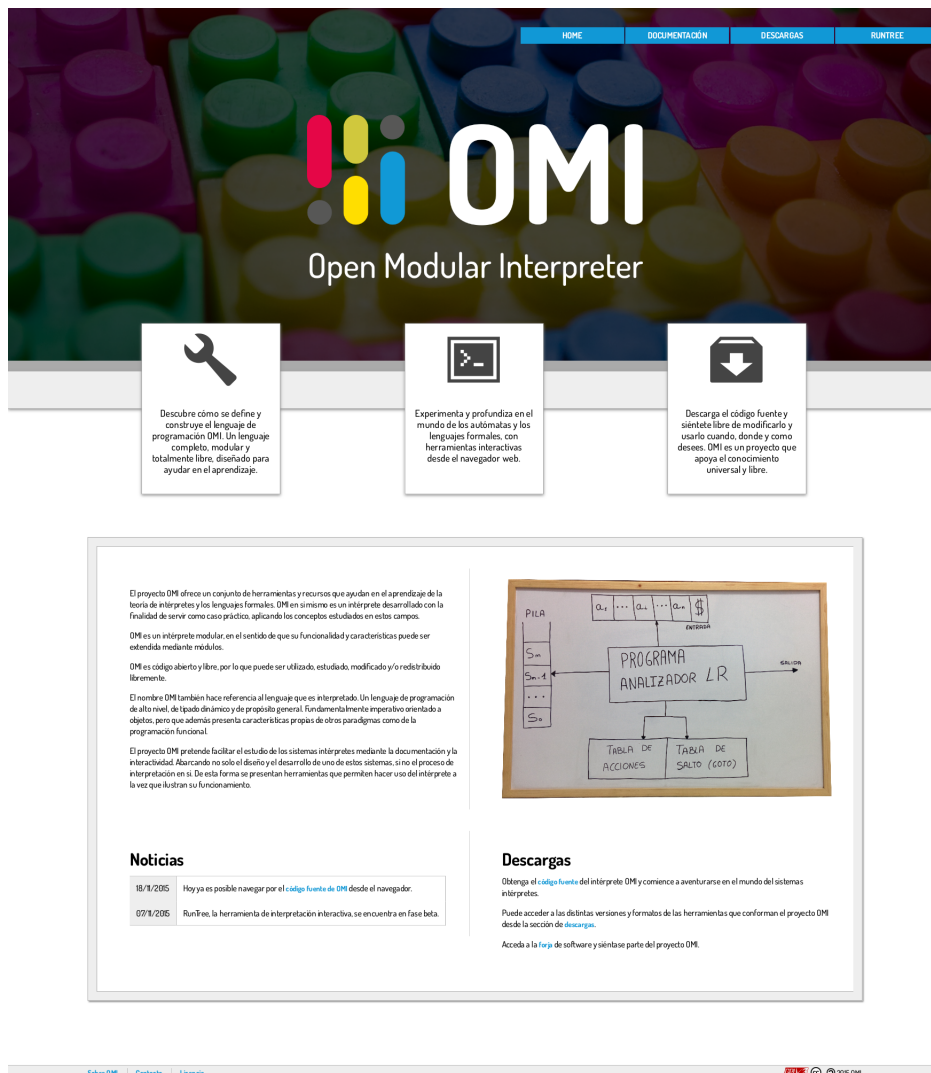 HOME
DOCUMENTACIÓN
DESCARGAS
RUNTREE
OMI
Open Modular Interpreter
Descubre cómo se define y
construye el lenguaje de
programación OMI. Un lenguaje
completo, modular y
totalmente libre, diseñado para
ayudar en el aprendizaje.
Experimenta y profundiza en el
mundo de los autómatas y los
lenguajes formales, con
herramientas interactivas
desde el navegador web.
Descarga el código fuente y
siéntete libre de modificarlo y
usarlo cuando, donde y como
desees. OMI es un proyecto que
apoya el conocimiento
universal y libre.
El proyecto OMI ofrece un conjunto de herramientas y recursos que ayudan en el aprendizaje de la
teoría de intérpretes y los lenguajes formales. OMI en si mismo es un intérprete desarrollado con la
finalidad de servir como caso práctico, aplicando los conceptos estudiados en estos campos.
OMI es un intérprete modular, en el sentido de que su funcionalidad y características puede ser
extendida mediante módulos.
OMI es código abierto y libre, por lo que puede ser utilizado, estudiado, modificado y/o redistribuido
libremente.
El nombre OMI también hace referencia al lenguaje que es interpretado. Un lenguaje de programación
de alto nivel, de tipado dinámico y de propósito general. Fundamentalmente imperativo orientado a
objetos, pero que además presenta características propias de otros paradigmas como de la
programación funcional.
El proyecto OMI pretende facilitar el estudio de los sistemas intérpretes mediante la documentación y la
interactividad. Abarcando no solo el diseño y el desarrollo de uno de estos sistemas, si no el proceso de
interpretación en si. De esta forma se presentan herramientas que permiten hacer uso del intérprete a
la vez que ilustran su funcionamiento.
PILA
a₁ ... aᵢ ... aₙ $
ENTRADA
Sm
Sm-1
...
S₀
PROGRAMA
ANALIZADOR LR
SALIDA
TABLA DE
ACCIONES
TABLA DE
SALTO (GOTO)
Noticias
18/11/2015 Hoy ya es posible navegar por el código fuente de OMI desde el navegador.
07/11/2015 RunTree, la herramienta de interpretación interactiva, se encuentra en fase beta.
Descargas
Obtenga el código fuente del intérprete OMI y comience a aventurarse en el mundo del sistemas
intérpretes.
Puede acceder a las distintas versiones y formatos de las herramientas que conforman el proyecto OMI
desde la sección de descargas.
Acceda a la forja de software y siéntase parte del proyecto OMI.
Sobre OMI
Contacto
Licencia
2015 OMI